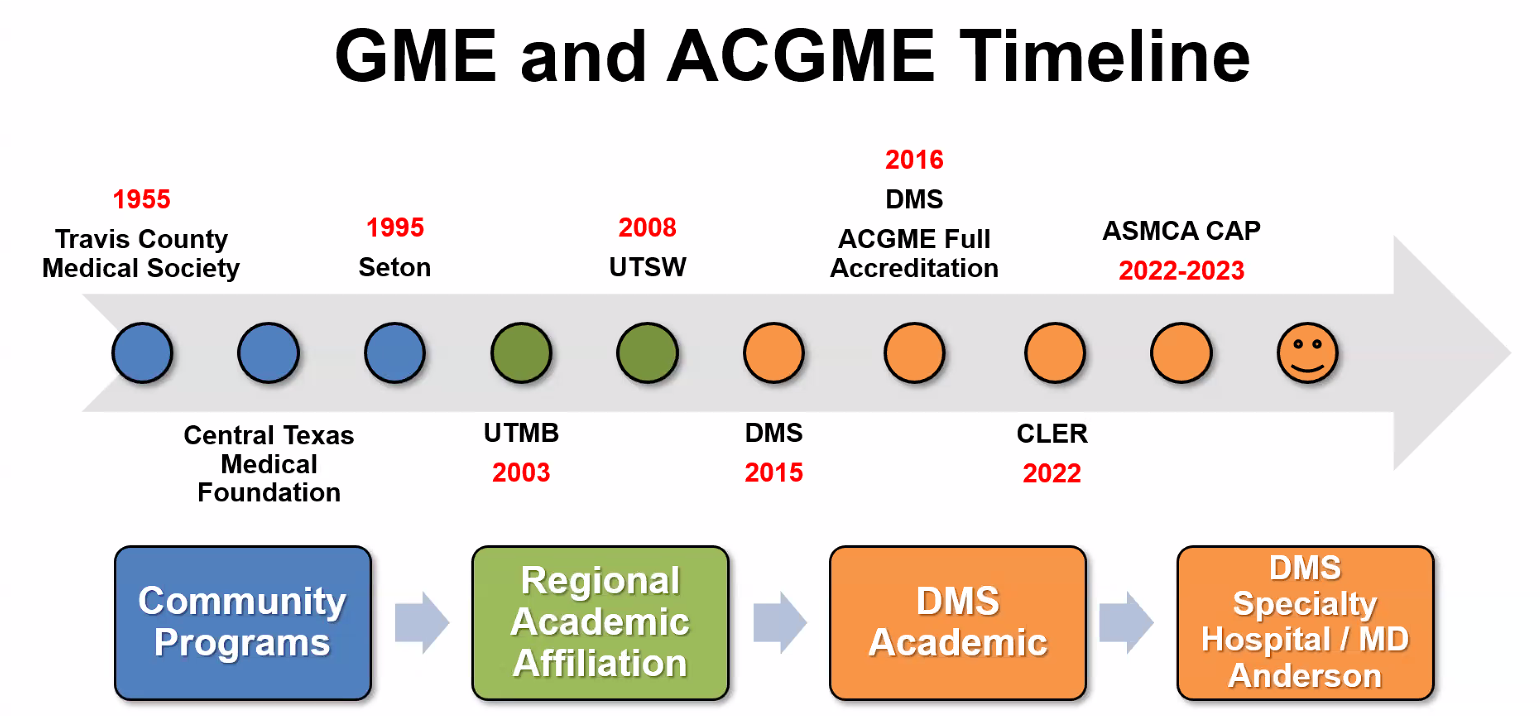 GME and ACGME Timeline
1955
Travis County
Medical Society
Central Texas
Medical
Foundation
1995
Seton
UTMB
2003
2008
UTSW
DMS
2015
2016
DMS
ACGME Full
Accreditation
CLER
2022
ASMCA CAP
2022-2023
Community
Programs
Regional
Academic
Affiliation
DMS
Academic
DMS
Specialty
Hospital / MD
Anderson